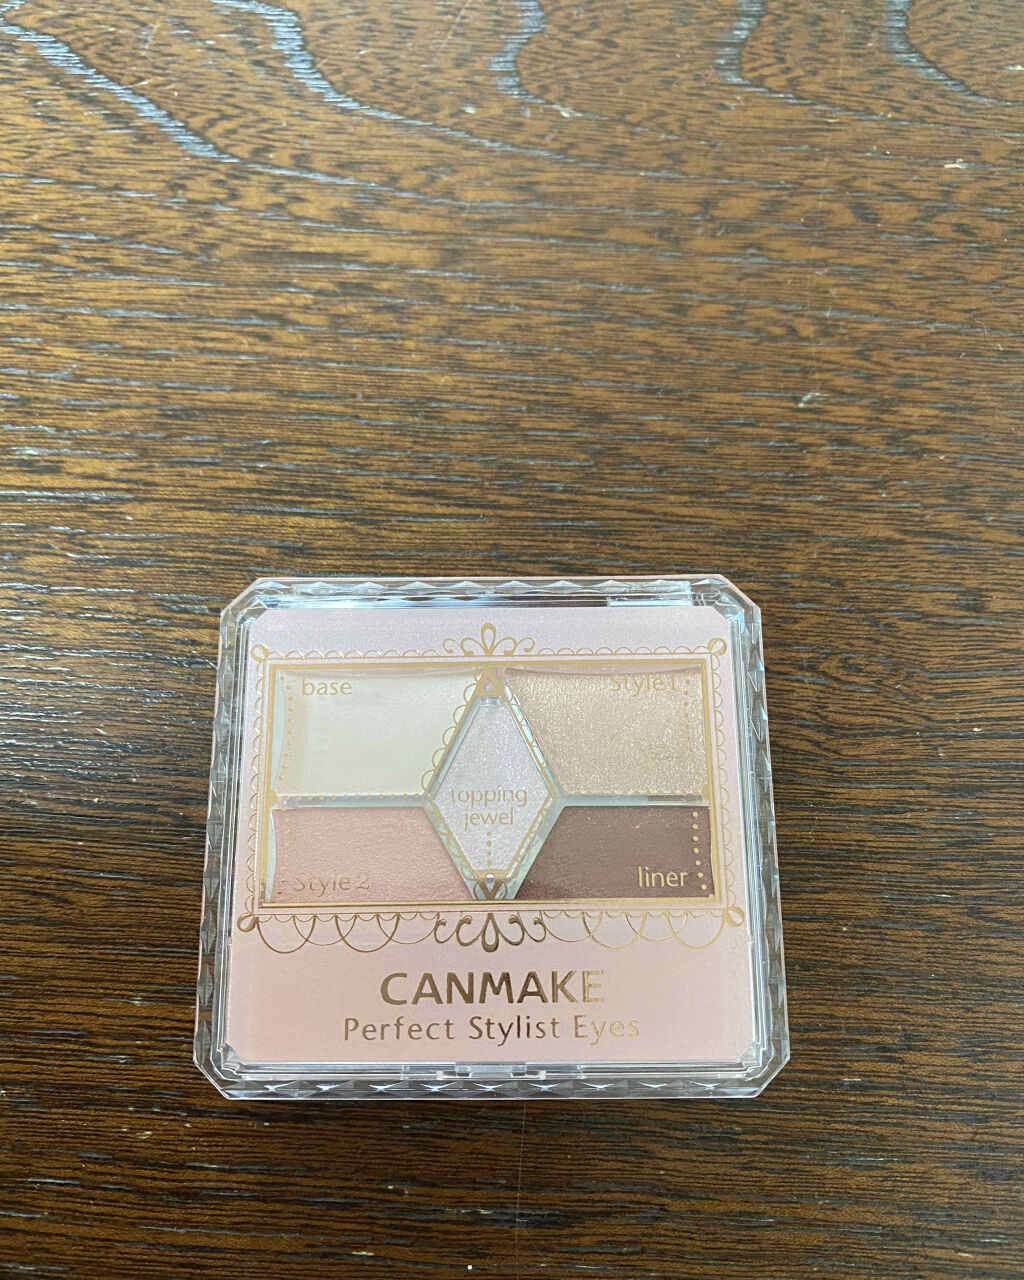 base
Style1
topping
jewel
Style2
liner
CANMAKE
Perfect Stylist Eyes